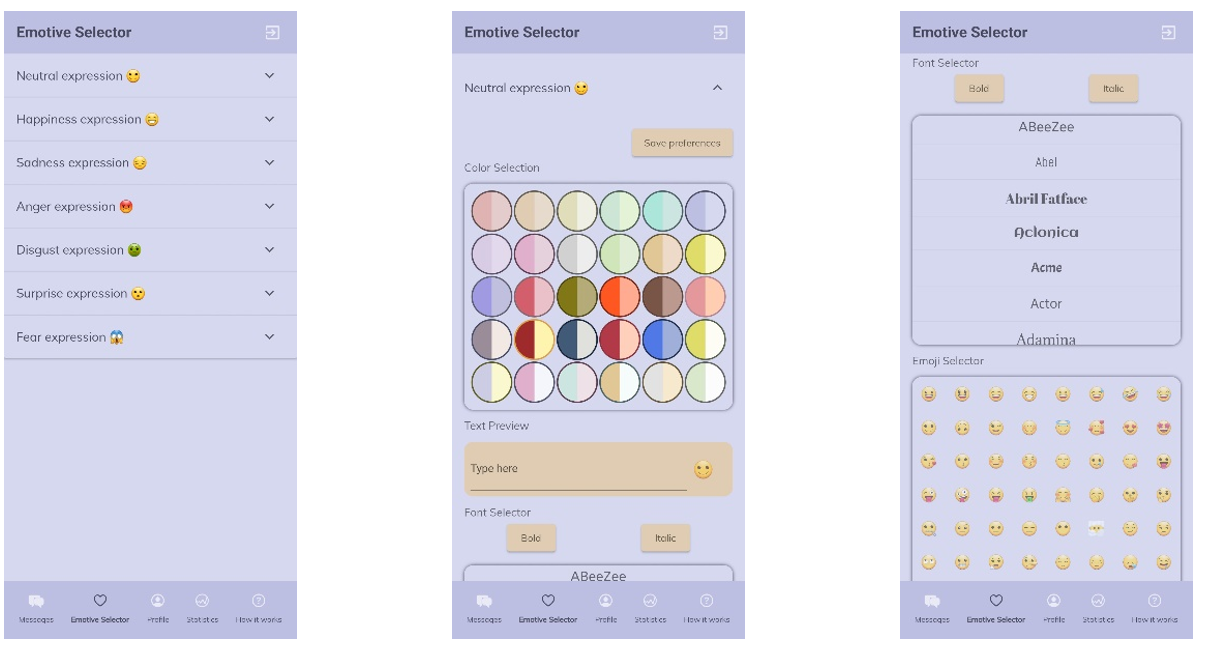 Emotive Selector
Neutral expression
Happiness expression
Sadness expression
Anger expression
Disgust expression
Surprise expression
Fear expression
Messages
Emotive Selector
Profile
Statistics
How it works
Emotive Selector
Neutral expression
Save preferences
Color Selection
Text Preview
Type here
Font Selector
Bold
Italic
ABeeZee
Messages
Emotive Selector
Profile
Statistics
How it works
Emotive Selector
Font Selector
Bold
Italic
ABeeZee
Abel
Abril Fatface
Aclonica
Acme
Actor
Adamina
Emoji Selector
Messages
Emotive Selector
Profile
Statistics
How it works